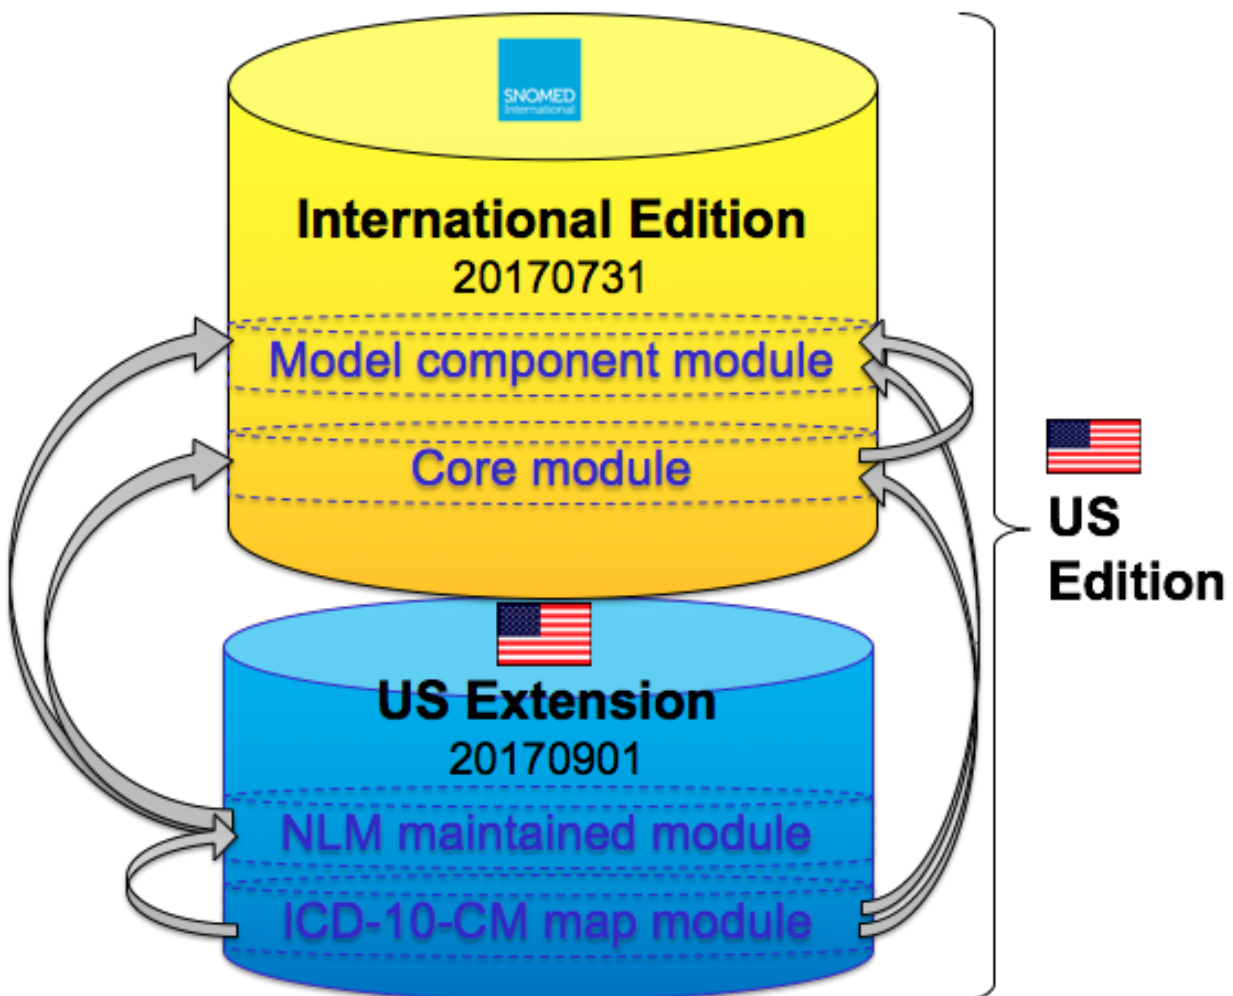 SNOMED
International
International Edition
20170731
Model component module
Core module
US
Edition
US Extension
20170901
NLM maintained module
ICD-10-CM map module